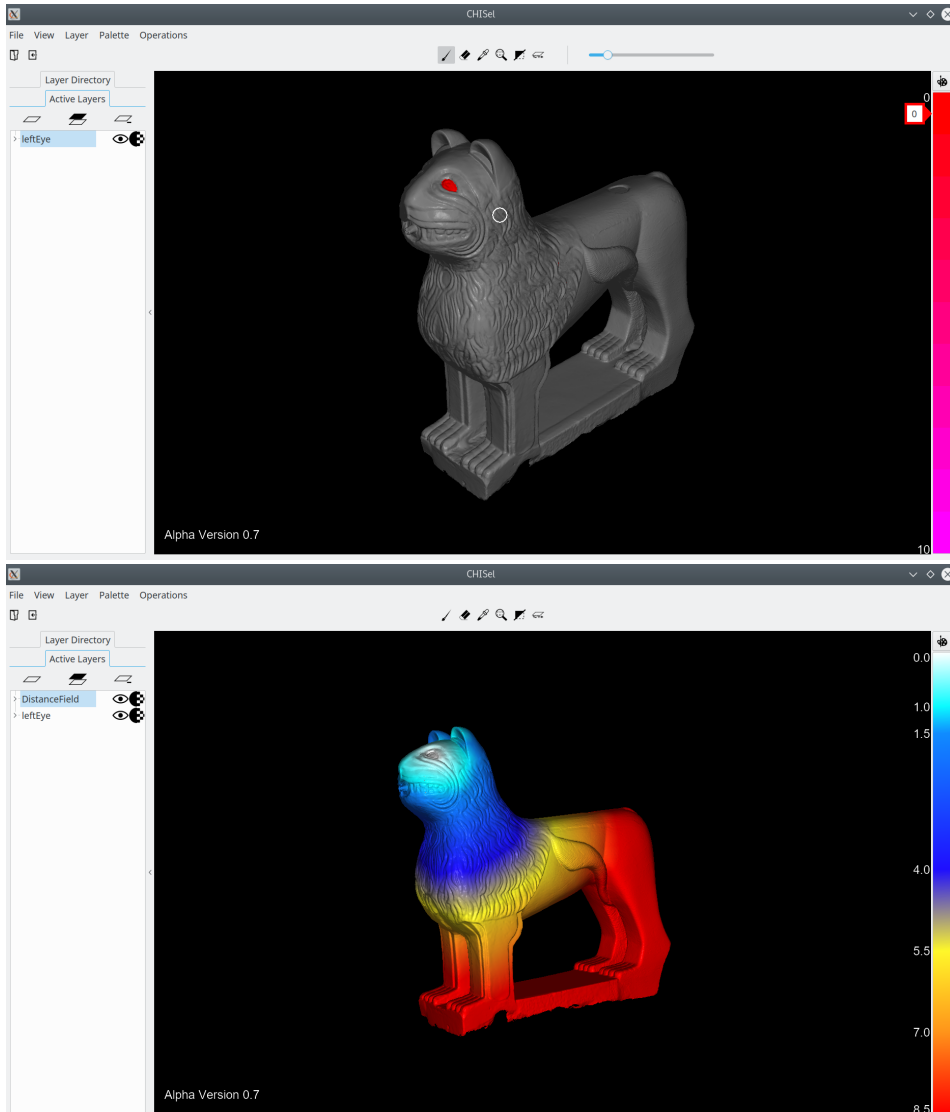 CHISel
File View Layer Palette Operations
Layer Directory
Active Layers
leftEye
0
0
10
Alpha Version 0.7
CHISel
File View Layer Palette Operations
Layer Directory
Active Layers
DistanceField
leftEye
0.0
1.0
1.5
4.0
5.5
7.0
8.5
Alpha Version 0.7